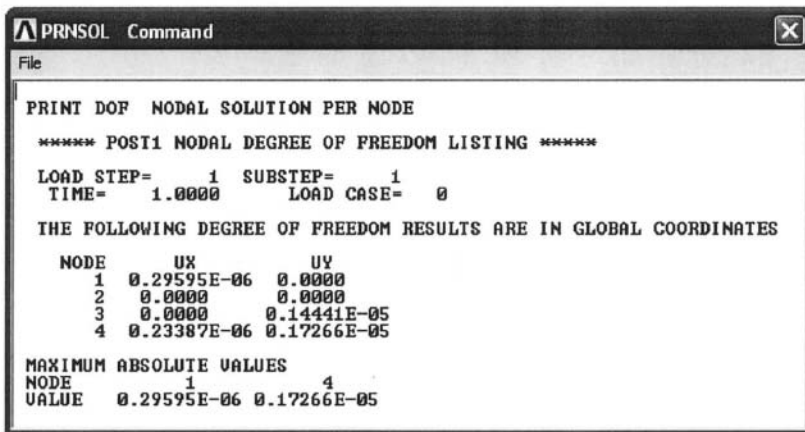 PRNSOL Command
File
PRINT DOF NODAL SOLUTION PER NODE
***** POST1 NODAL DEGREE OF FREEDOM LISTING *****
LOAD STEP= 1 SUBSTEP= 1
TIME= 1.0000 LOAD CASE= 0
THE FOLLOWING DEGREE OF FREEDOM RESULTS ARE IN GLOBAL COORDINATES
NODE UX UY
1 0.29595E-06 0.0000
2 0.0000 0.0000
3 0.0000 0.14441E-05
4 0.23387E-06 0.17266E-05
MAXIMUM ABSOLUTE VALUES
NODE 1 4
VALUE 0.29595E-06 0.17266E-05